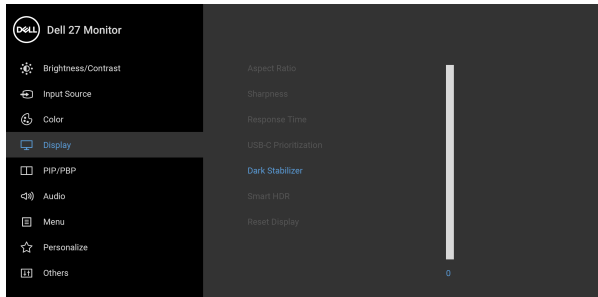 DELL Dell 27 Monitor
Brightness/Contrast
Input Source
Color
Display
PIP/PBP
Audio
Menu
Personalize
Others
Aspect Ratio
Sharpness
Response Time
USB-C Prioritization
Dark Stabilizer
Smart HDR
Reset Display
0